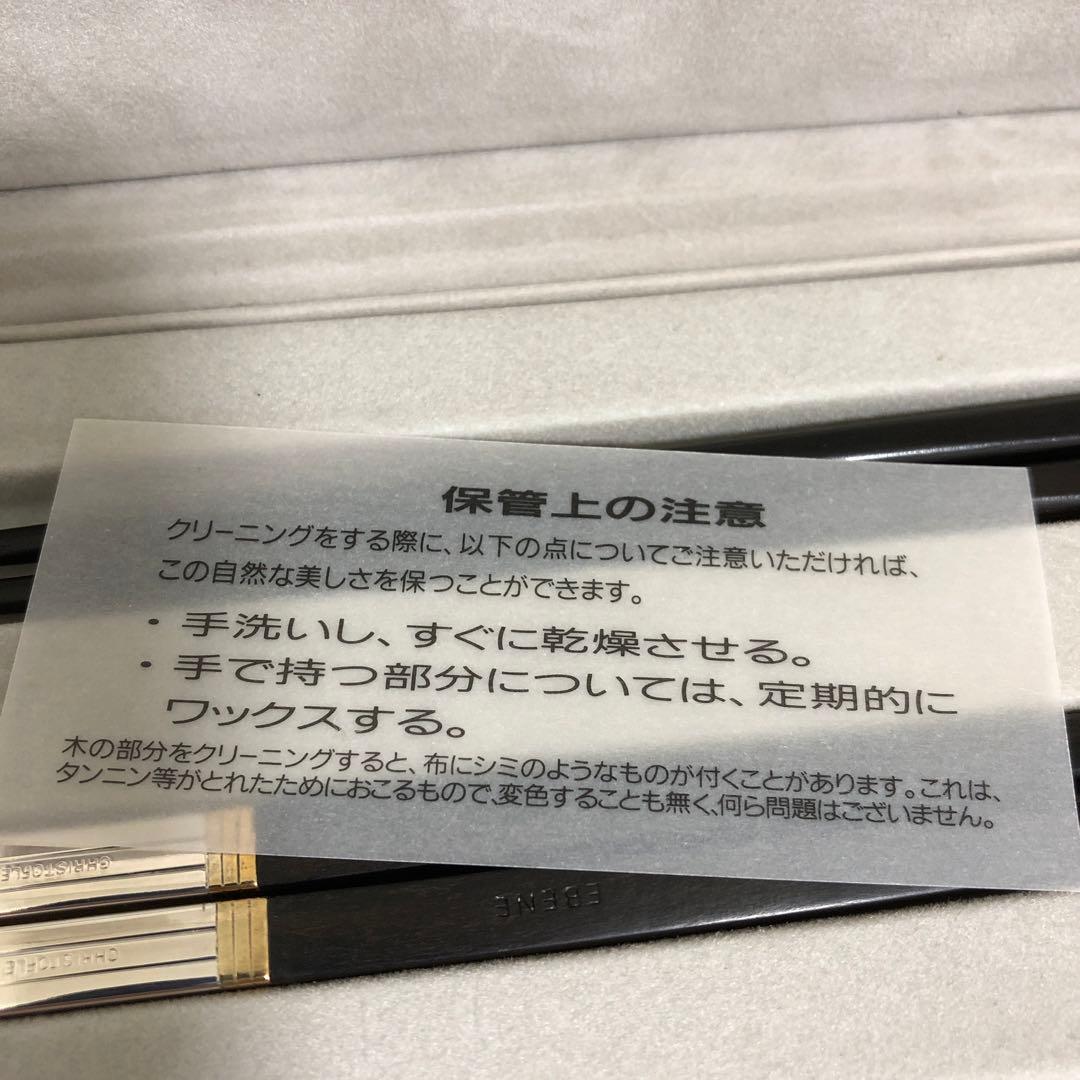 保管上の注意
クリーニングをする際に、以下の点についてご注意いただければ、
この自然な美しさを保つことができます。
・手洗いし、すぐに乾燥させる。
・手で持つ部分については、定期的に
ワックスする。
木の部分をクリーニングすると、布にシミのようなものが付くことがあります。これは、
タンニン等がとれたためにおこるもので、変色することも無く、何ら問題はございません。
CHRISTOFLE
EBENE
CHRISTOFLE